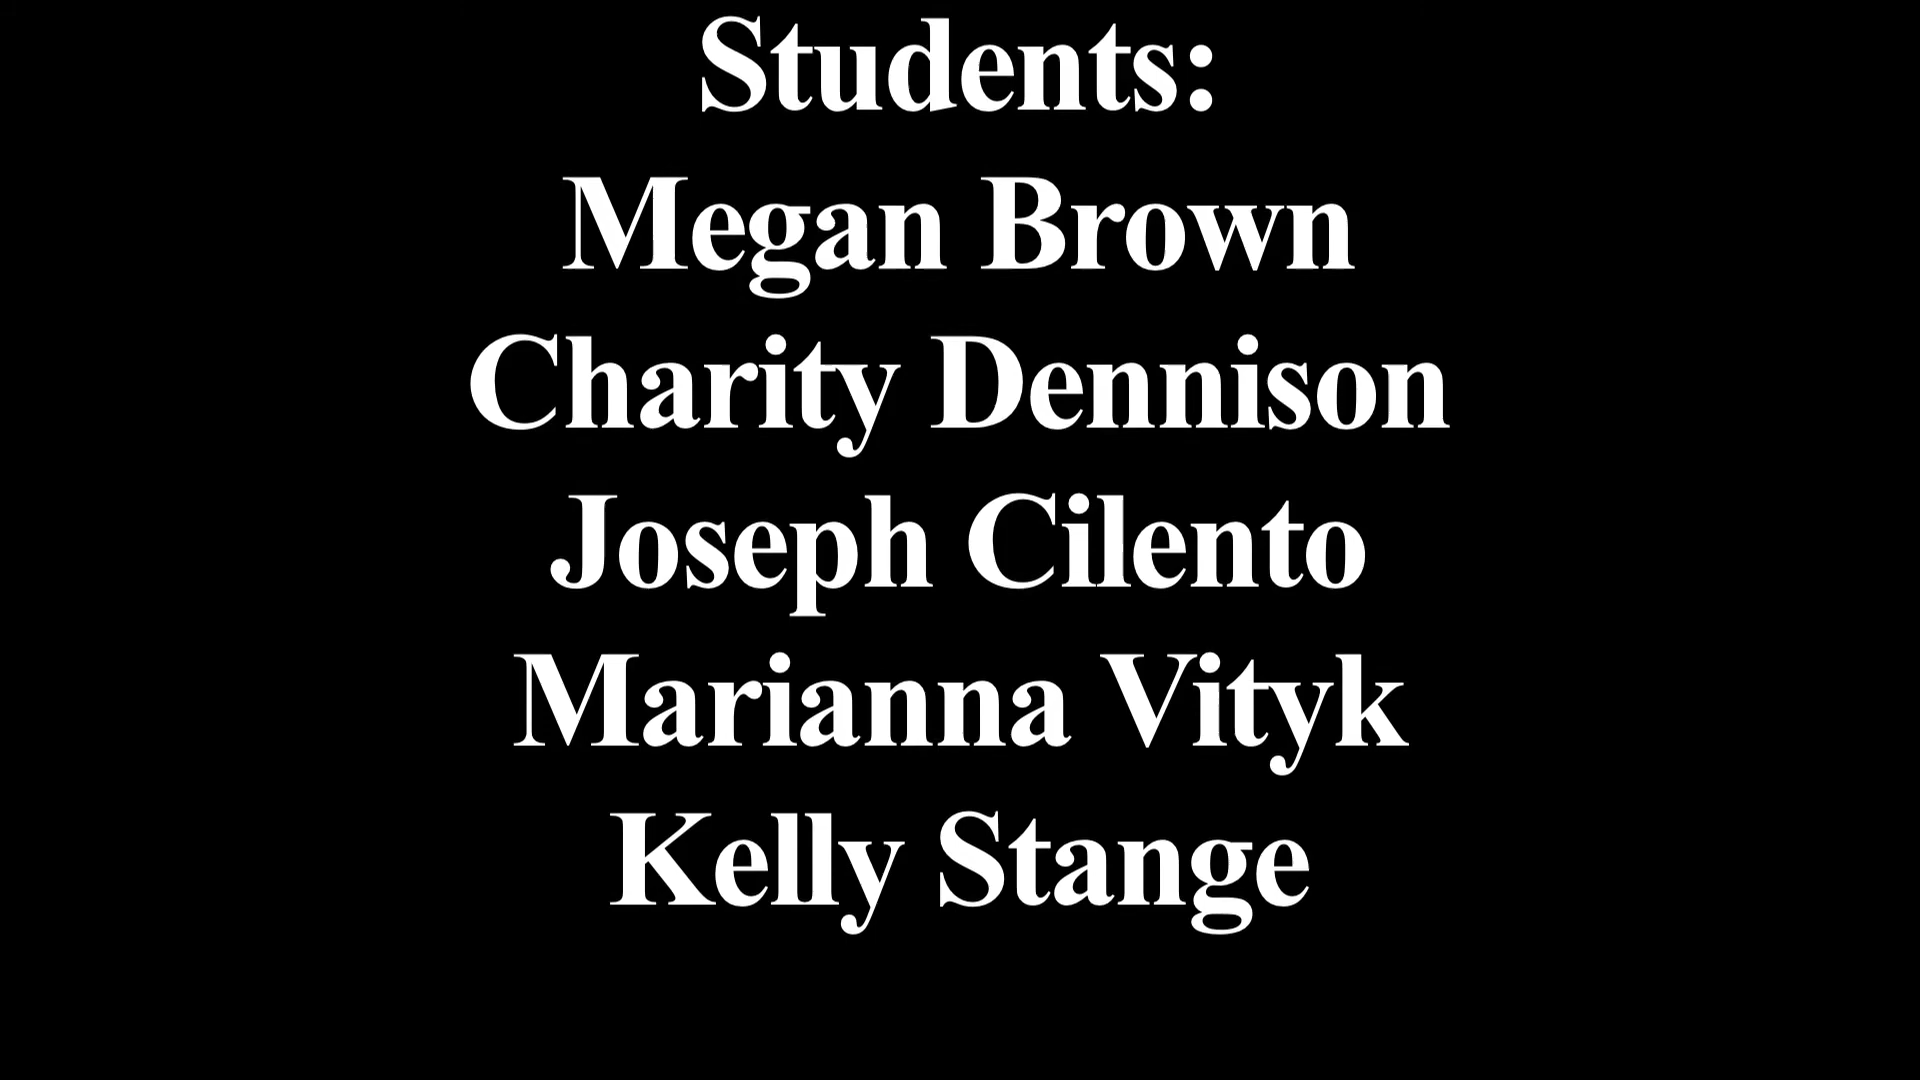 Students:
Megan Brown
Charity Dennison
Joseph Cilento
Marianna Vityk
Kelly Stange